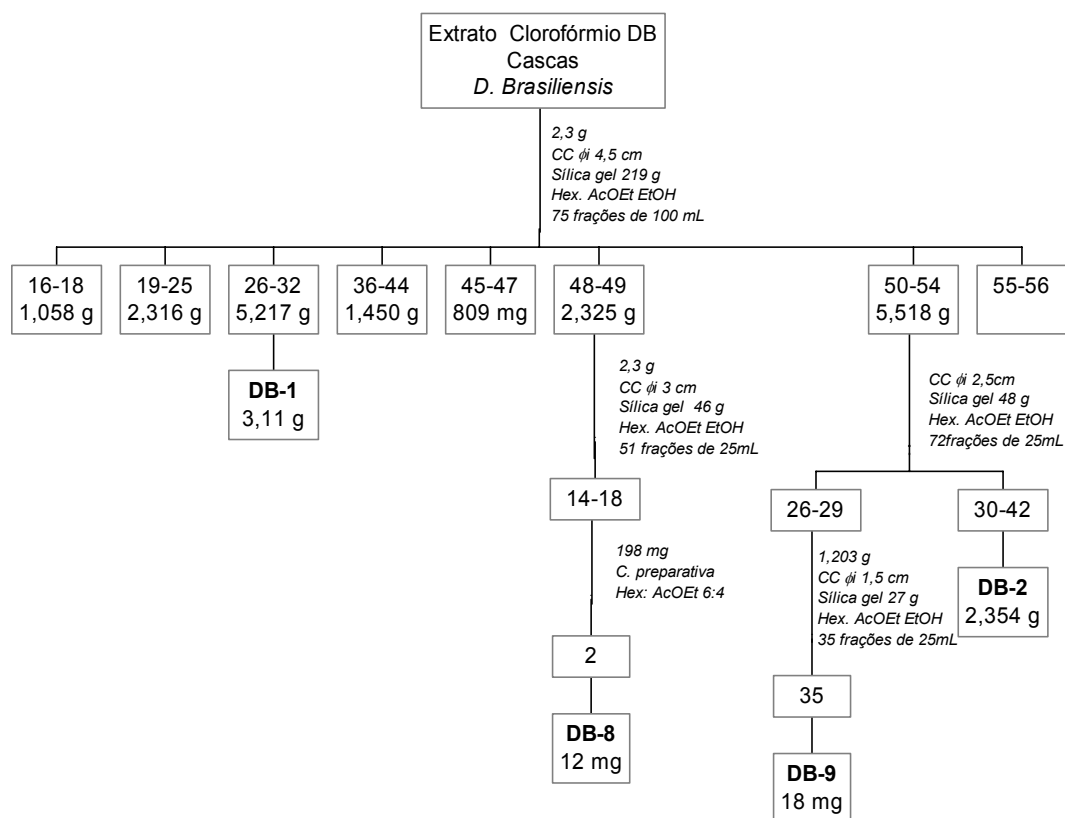 Extrato Clorofórmio DB
Cascas
D. Brasiliensis
2,3 g
CC ϕi 4,5 cm
Sílica gel 219 g
Hex. AcOEt EtOH
75 frações de 100 mL
16-18
1,058 g
19-25
2,316 g
26-32
5,217 g
36-44
1,450 g
45-47
809 mg
48-49
2,325 g
50-54
5,518 g
55-56
DB-1
3,11 g
2,3 g
CC ϕi 3 cm
Sílica gel 46 g
Hex. AcOEt EtOH
51 frações de 25mL
CC ϕi 2,5cm
Sílica gel 48 g
Hex. AcOEt EtOH
72frações de 25mL
14-18
26-29
30-42
198 mg
C. preparativa
Hex: AcOEt 6:4
1,203 g
CC ϕi 1,5 cm
Sílica gel 27 g
Hex. AcOEt EtOH
35 frações de 25mL
DB-2
2,354 g
2
35
DB-8
12 mg
DB-9
18 mg